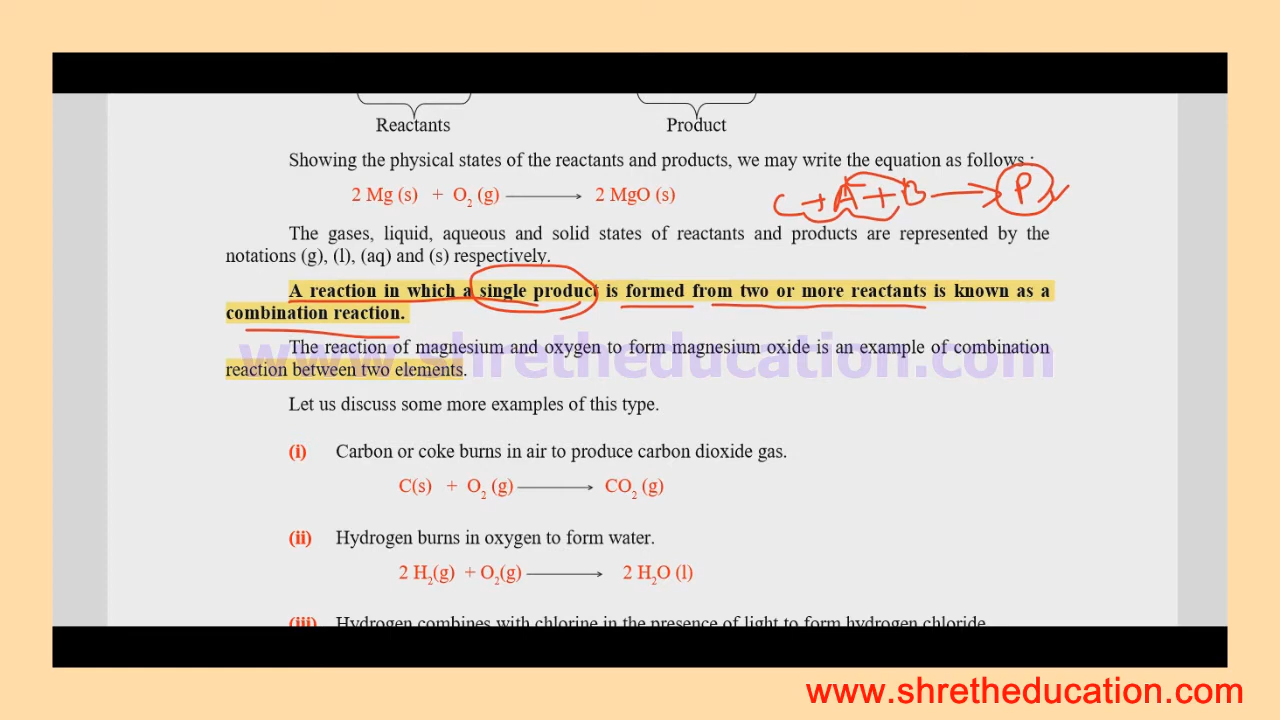 Reactants Product
Showing the physical states of the reactants and products, we may write the equation as follows :
2 Mg (s) + O₂ (g) ⟶ 2 MgO (s)
C + A + B ⟶ P
The gases, liquid, aqueous and solid states of reactants and products are represented by the
notations (g), (l), (aq) and (s) respectively.
A reaction in which a single product is formed from two or more reactants is known as a
combination reaction.
www.shretheducation.com
The reaction of magnesium and oxygen to form magnesium oxide is an example of combination
reaction between two elements.
Let us discuss some more examples of this type.
(i) Carbon or coke burns in air to produce carbon dioxide gas.
C(s) + O₂ (g) ⟶ CO₂ (g)
(ii) Hydrogen burns in oxygen to form water.
2 H₂(g) + O₂(g) ⟶ 2 H₂O (l)
(iii) Hydrogen combines with chlorine in the presence of light to form hydrogen chloride.
www.shretheducation.com